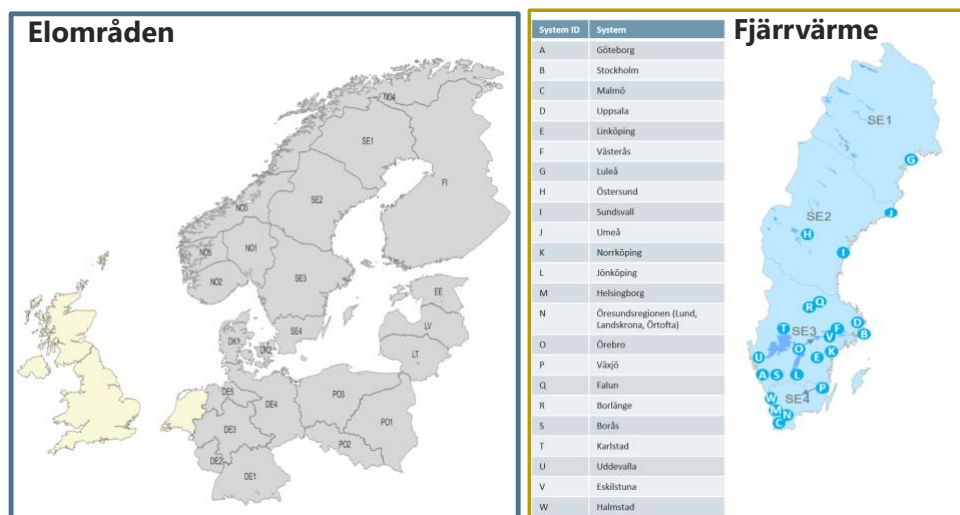 Elområden
NO4
SE1
FI
SE2
NO3
NO1
NO5
NO2
SE3
EE
SE4
LV
DK1
DK2
LT
DE5
DE4
PO3
DE3
PO1
PO2
DE2
DE1
Fjärrvärme
System ID System
A Göteborg
B Stockholm
C Malmö
D Uppsala
E Linköping
F Västerås
G Luleå
H Östersund
I Sundsvall
J Umeå
K Norrköping
L Jönköping
M Helsingborg
N Öresundsregionen (Lund,
Landskrona, Örtofta)
O Örebro
P Växjö
Q Falun
R Borlänge
S Borås
T Karlstad
U Uddevalla
V Eskilstuna
W Halmstad
SE1
G
J
SE2
H
I
Q
R
D
T
F
SE3
V
B
O
K
U
E
A
S
L
P
SE4
W
M
N
C